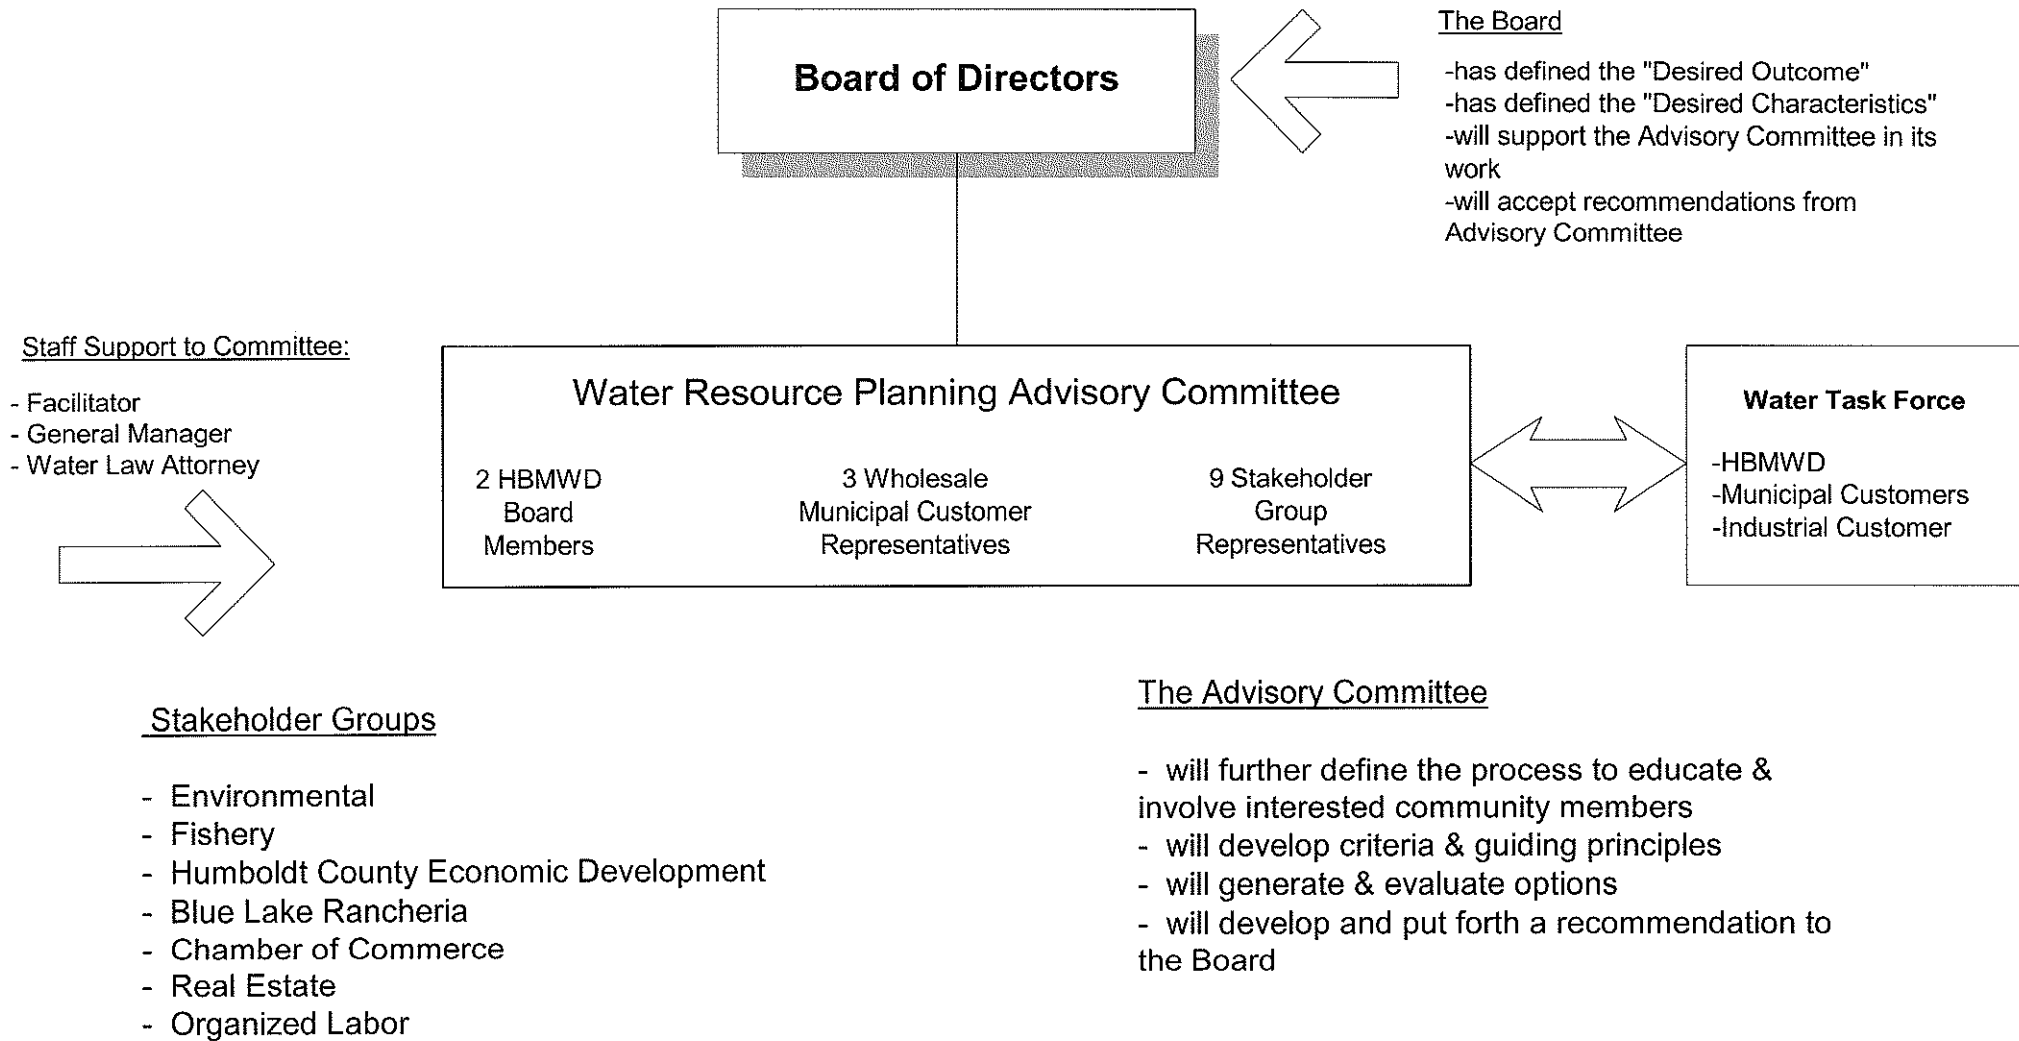 Board of Directors
The Board
-has defined the "Desired Outcome"
-has defined the "Desired Characteristics"
-will support the Advisory Committee in its
work
-will accept recommendations from
Advisory Committee
Staff Support to Committee:
- Facilitator
- General Manager
- Water Law Attorney
Water Resource Planning Advisory Committee
2 HBMWD
Board
Members
3 Wholesale
Municipal Customer
Representatives
9 Stakeholder
Group
Representatives
Water Task Force
-HBMWD
-Municipal Customers
-Industrial Customer
Stakeholder Groups
- Environmental
- Fishery
- Humboldt County Economic Development
- Blue Lake Rancheria
- Chamber of Commerce
- Real Estate
- Organized Labor
The Advisory Committee
- will further define the process to educate &
involve interested community members
- will develop criteria & guiding principles
- will generate & evaluate options
- will develop and put forth a recommendation to
the Board